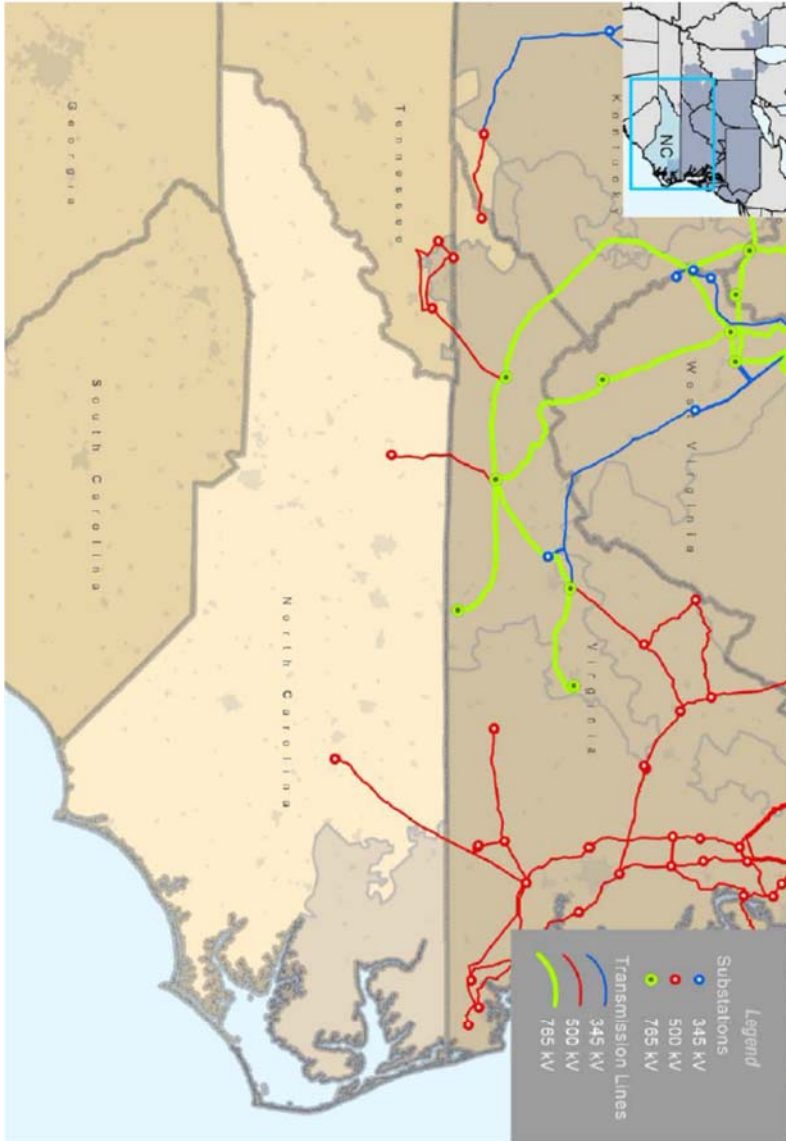 NC
Kentucky
West Virginia
Virginia
Tennessee
North Carolina
Georgia
South Carolina
Legend
Substations
345 kV
500 kV
765 kV
Transmission Lines
345 kV
500 kV
765 kV